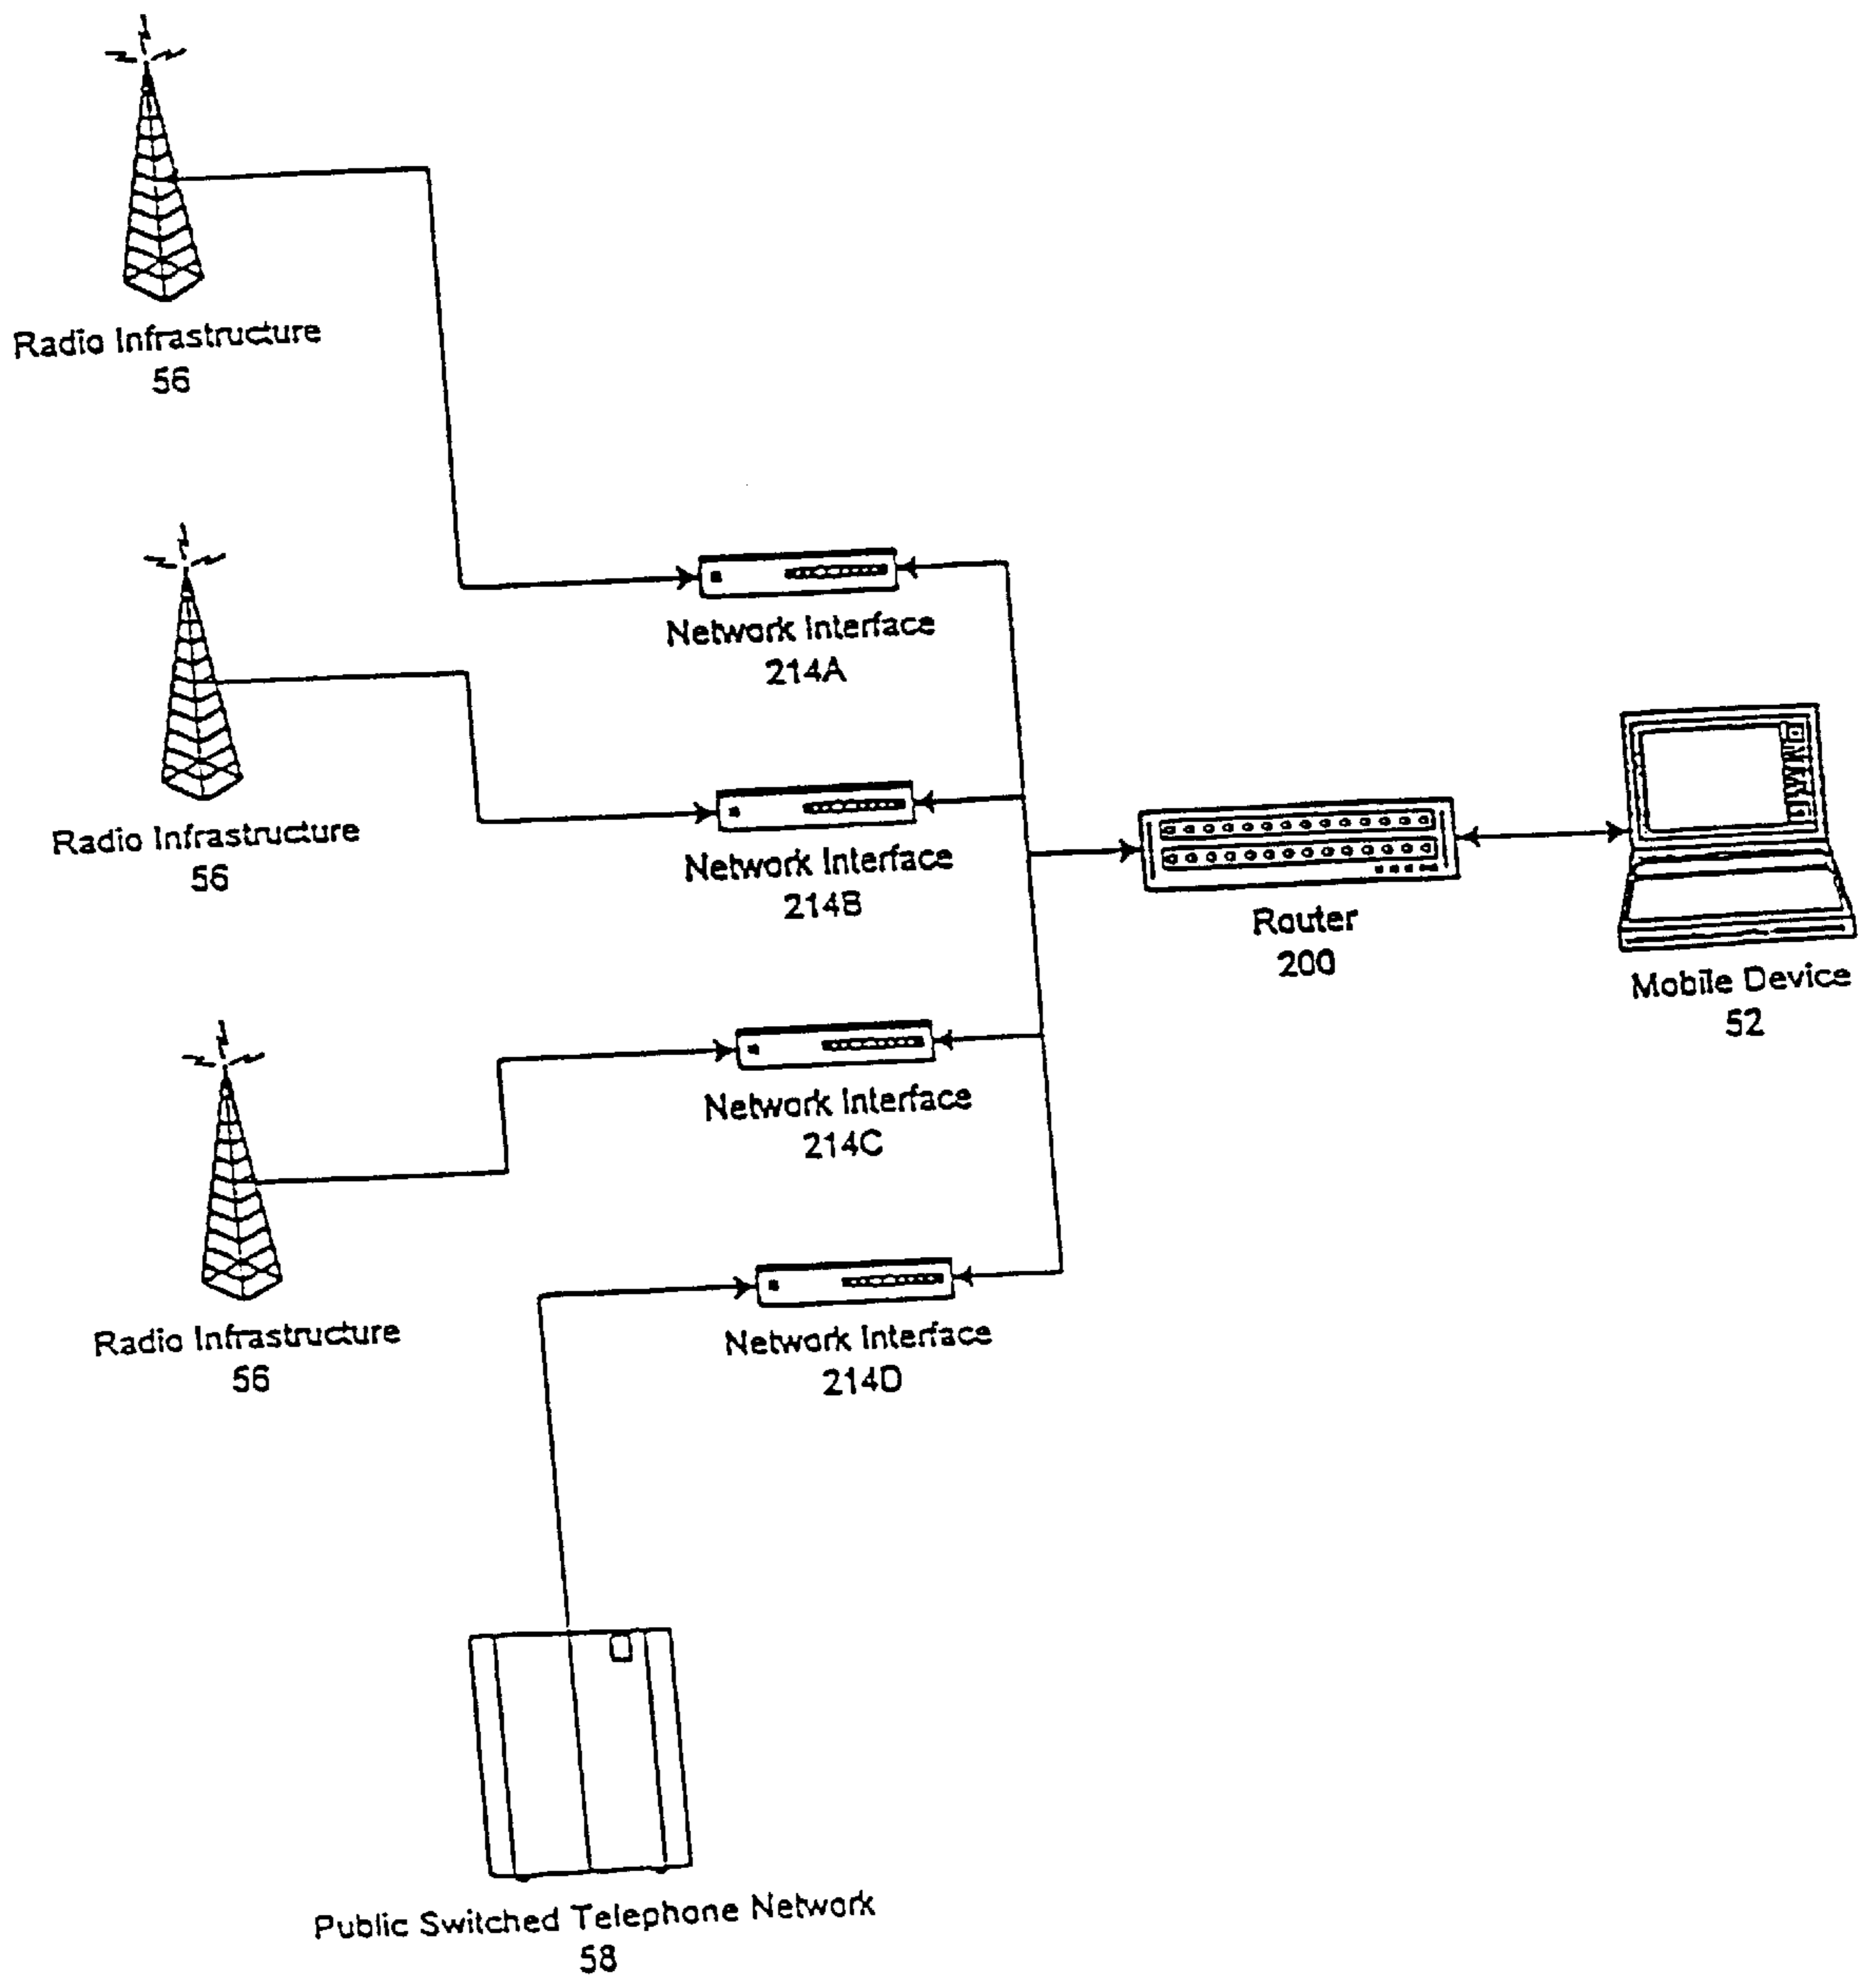 Radio Infrastructure
56
Network Interface
214A
Radio Infrastructure
56
Network Interface
214B
Router
200
Mobile Device
52
Network Interface
214C
Radio Infrastructure
56
Network Interface
214D
Public Switched Telephone Network
58